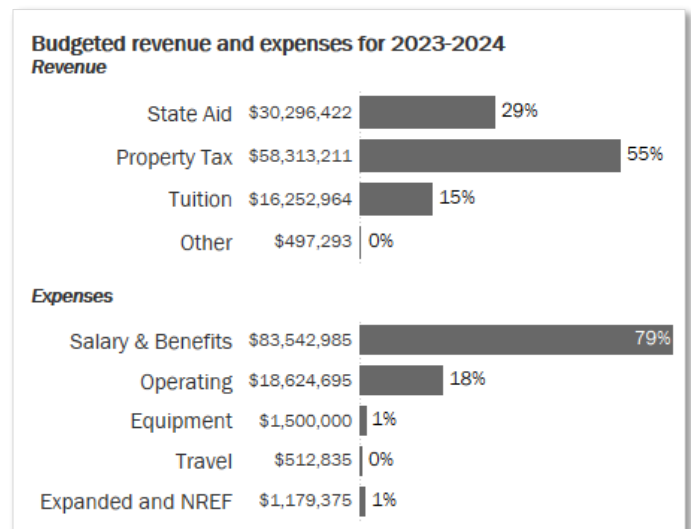 Budgeted revenue and expenses for 2023-2024
Revenue
State Aid $30,296,422 29%
Property Tax $58,313,211 55%
Tuition $16,252,964 15%
Other $497,293 0%
Expenses
Salary & Benefits $83,542,985 79%
Operating $18,624,695 18%
Equipment $1,500,000 1%
Travel $512,835 0%
Expanded and NREF $1,179,375 1%